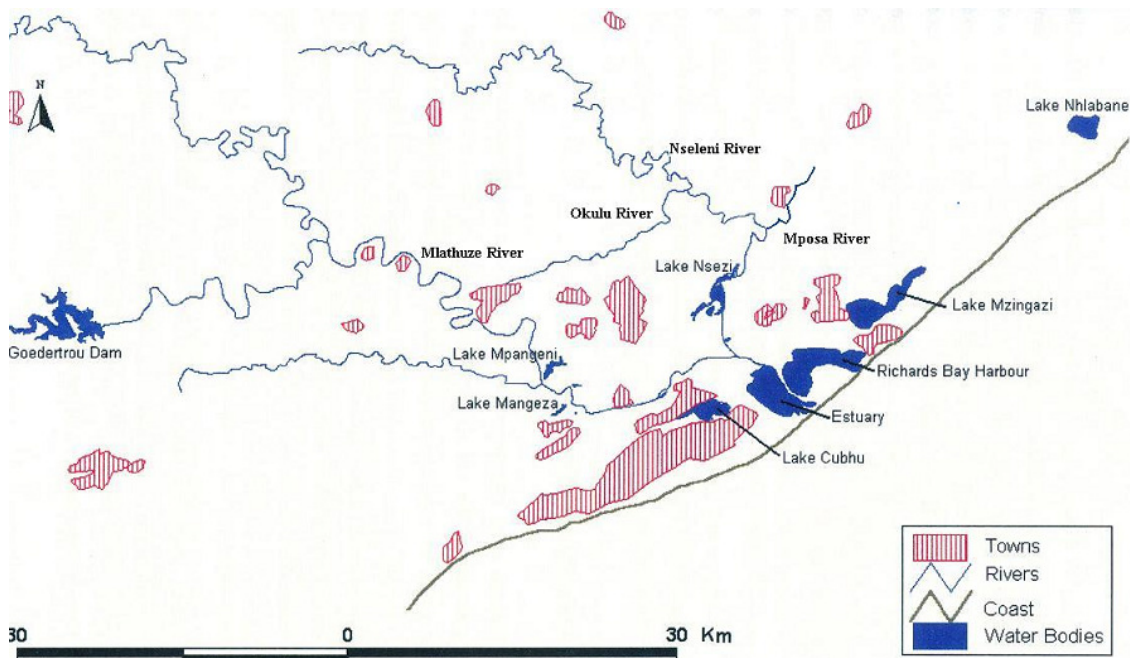 N
Lake Nhlabane
Nseleni River
Okulu River
Mposa River
Mlathuze River
Lake Nsezi
Lake Mzingazi
Goedertrou Dam
Lake Mpangeni
Richards Bay Harbour
Lake Mangeza
Estuary
Lake Cubhu
Towns
Rivers
Coast
Water Bodies
30 0 30 Km